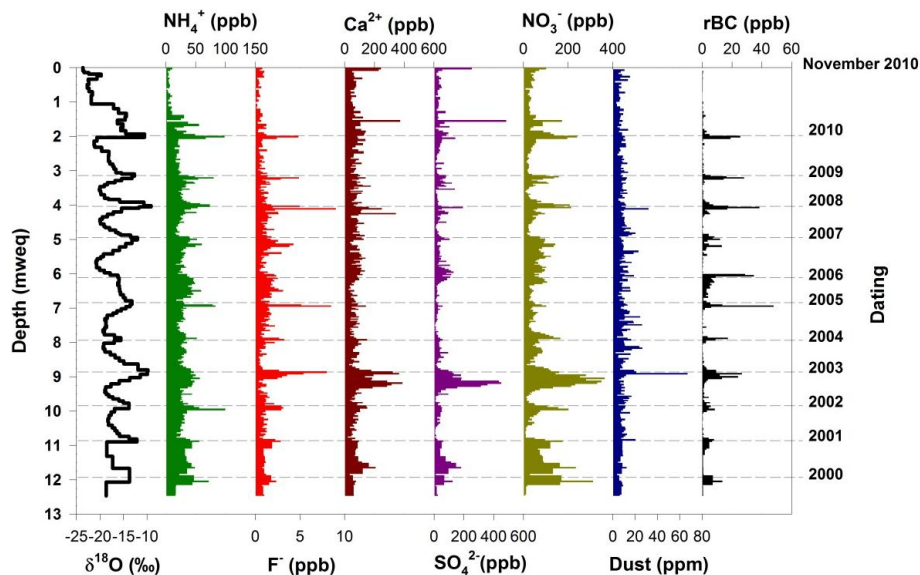 NH₄⁺ (ppb) Ca²⁺ (ppb) NO₃⁻ (ppb) rBC (ppb)
0 50 100 150 0 200 400 600 0 200 400 0 20 40 60
0 November 2010
1
2 2010
3 2009
4 2008
5 2007
6 2006
7 2005
8 2004
9 2003
10 2002
11 2001
12 2000
13
Depth (mweq)
Dating
-25 -20 -15 -10 0 5 10 0 200 400 600 0 20 40 60 80
δ¹⁸O (‰) F⁻ (ppb) SO₄²⁻ (ppb) Dust (ppm)